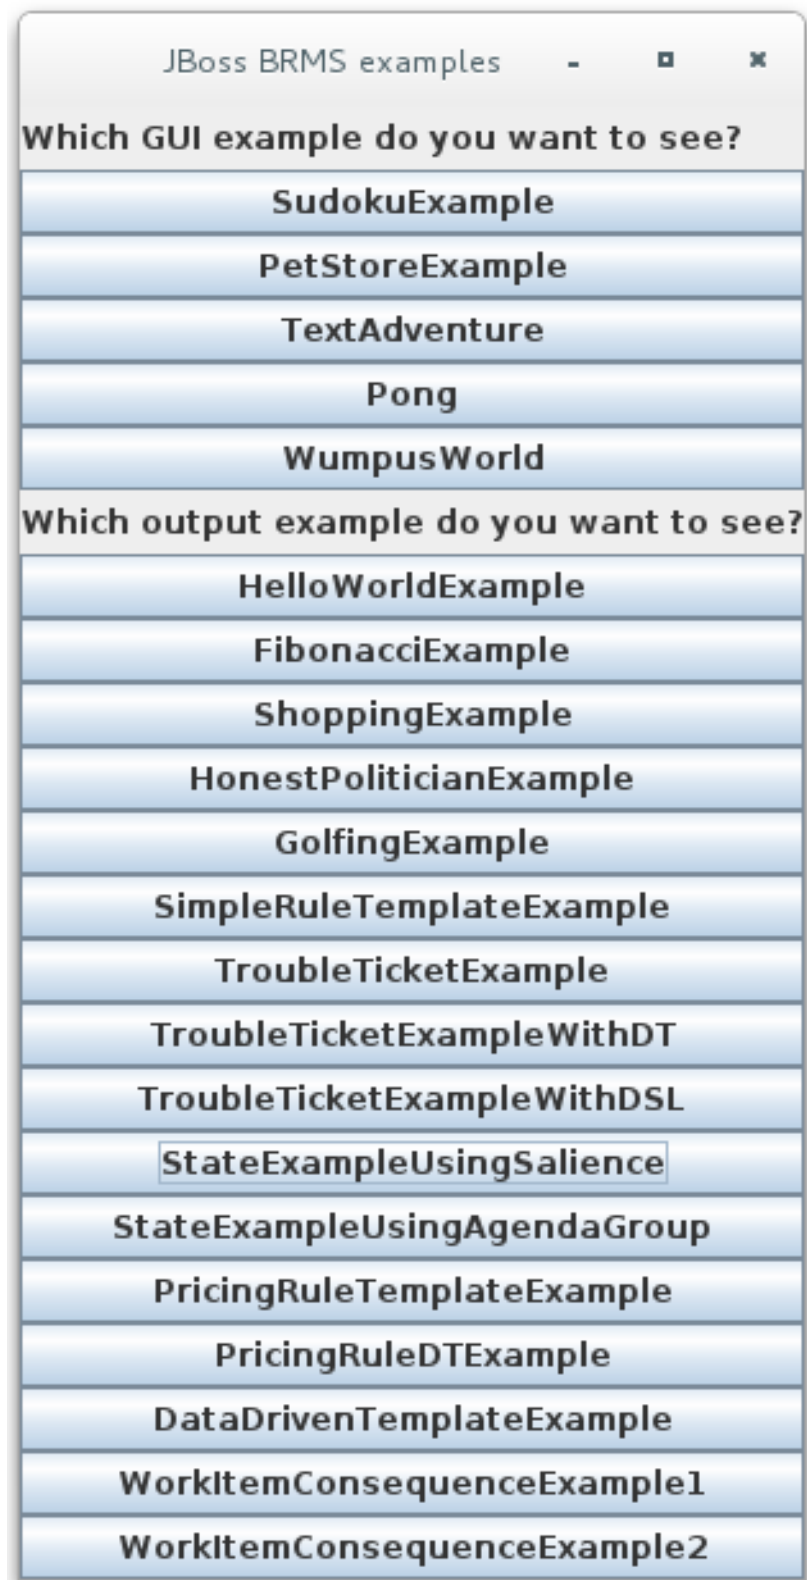 JBoss BRMS examples
Which GUI example do you want to see?
SudokuExample
PetStoreExample
TextAdventure
Pong
WumpusWorld
Which output example do you want to see?
HelloWorldExample
FibonacciExample
ShoppingExample
HonestPoliticianExample
GolfingExample
SimpleRuleTemplateExample
TroubleTicketExample
TroubleTicketExampleWithDT
TroubleTicketExampleWithDSL
StateExampleUsingSalience
StateExampleUsingAgendaGroup
PricingRuleTemplateExample
PricingRuleDTExample
DataDrivenTemplateExample
WorkItemConsequenceExample1
WorkItemConsequenceExample2